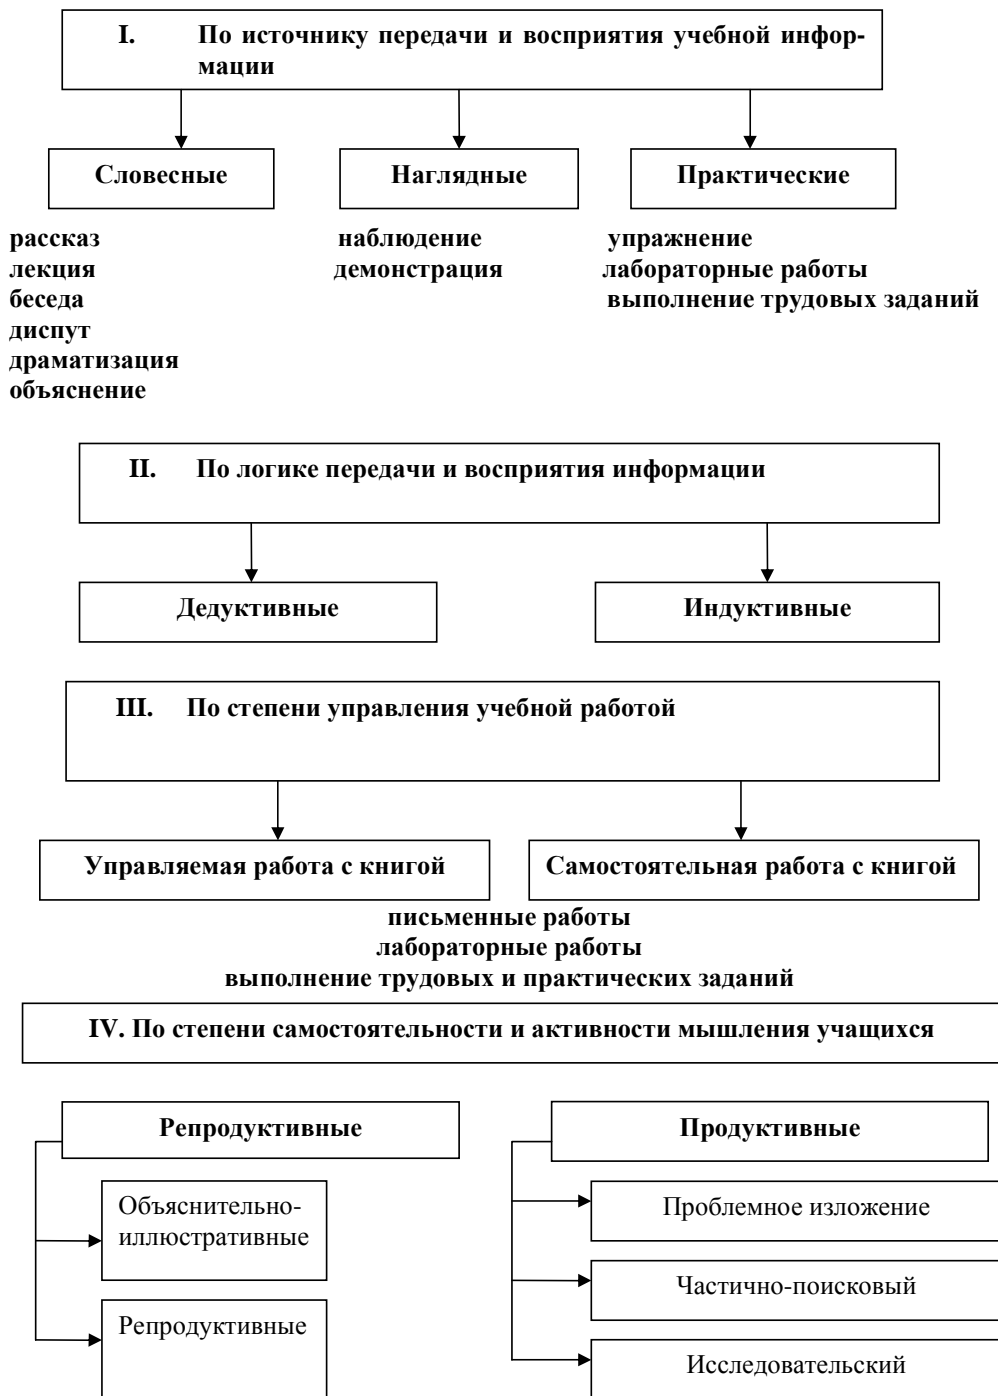 I. По источнику передачи и восприятия учебной инфор-
мации
Словесные
Наглядные
Практические
рассказ
лекция
беседа
диспут
драматизация
объяснение
наблюдение
демонстрация
упражнение
лабораторные работы
выполнение трудовых заданий
II. По логике передачи и восприятия информации
Дедуктивные
Индуктивные
III. По степени управления учебной работой
Управляемая работа с книгой
Самостоятельная работа с книгой
письменные работы
лабораторные работы
выполнение трудовых и практических заданий
IV. По степени самостоятельности и активности мышления учащихся
Репродуктивные
Объяснительно-
иллюстративные
Репродуктивные
Продуктивные
Проблемное изложение
Частично-поисковый
Исследовательский